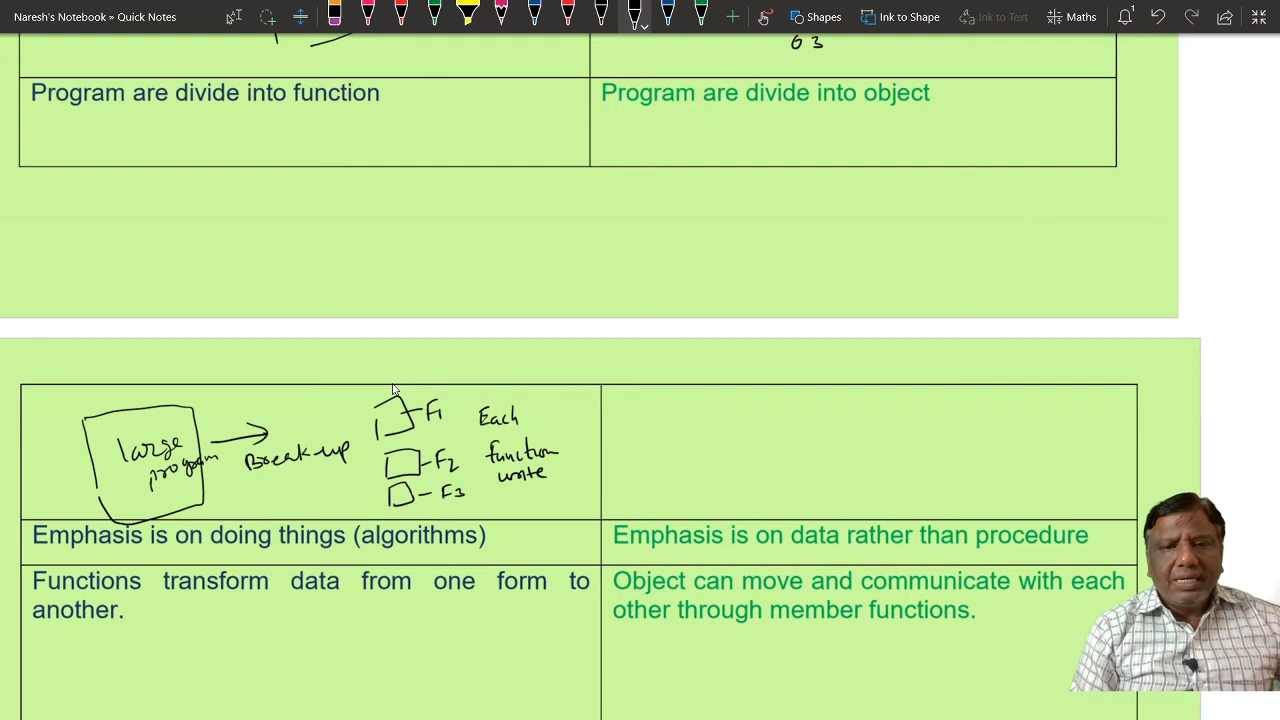 Naresh's Notebook » Quick Notes
Shapes
Ink to Shape
Ink to Text
Maths
03
Program are divide into function
Program are divide into object
large
program
Break-up
F1
F2
F3
Each
function
write
Emphasis is on doing things (algorithms)
Emphasis is on data rather than procedure
Functions transform data from one form to
another.
Object can move and communicate with each
other through member functions.